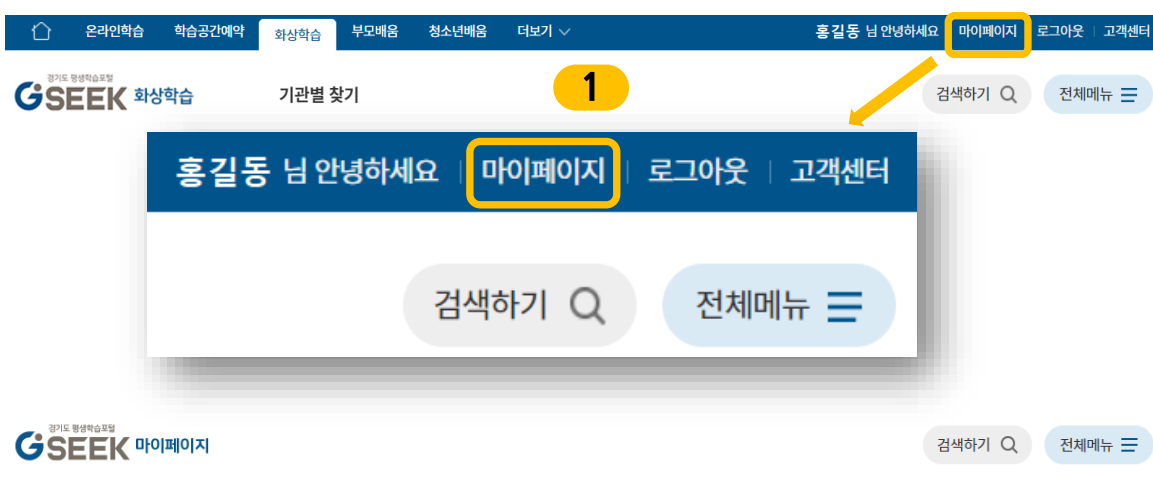 온라인학습 학습공간예약 화상학습 부모배움 청소년배움 더보기 홍길동 님 안녕하세요 마이페이지 로그아웃 고객센터
경기도 평생학습포털
GSEEK 화상학습 기관별 찾기 1 검색하기 전체메뉴
홍길동 님 안녕하세요 마이페이지 로그아웃 고객센터
검색하기 전체메뉴
경기도 평생학습포털
GSEEK 마이페이지 검색하기 전체메뉴